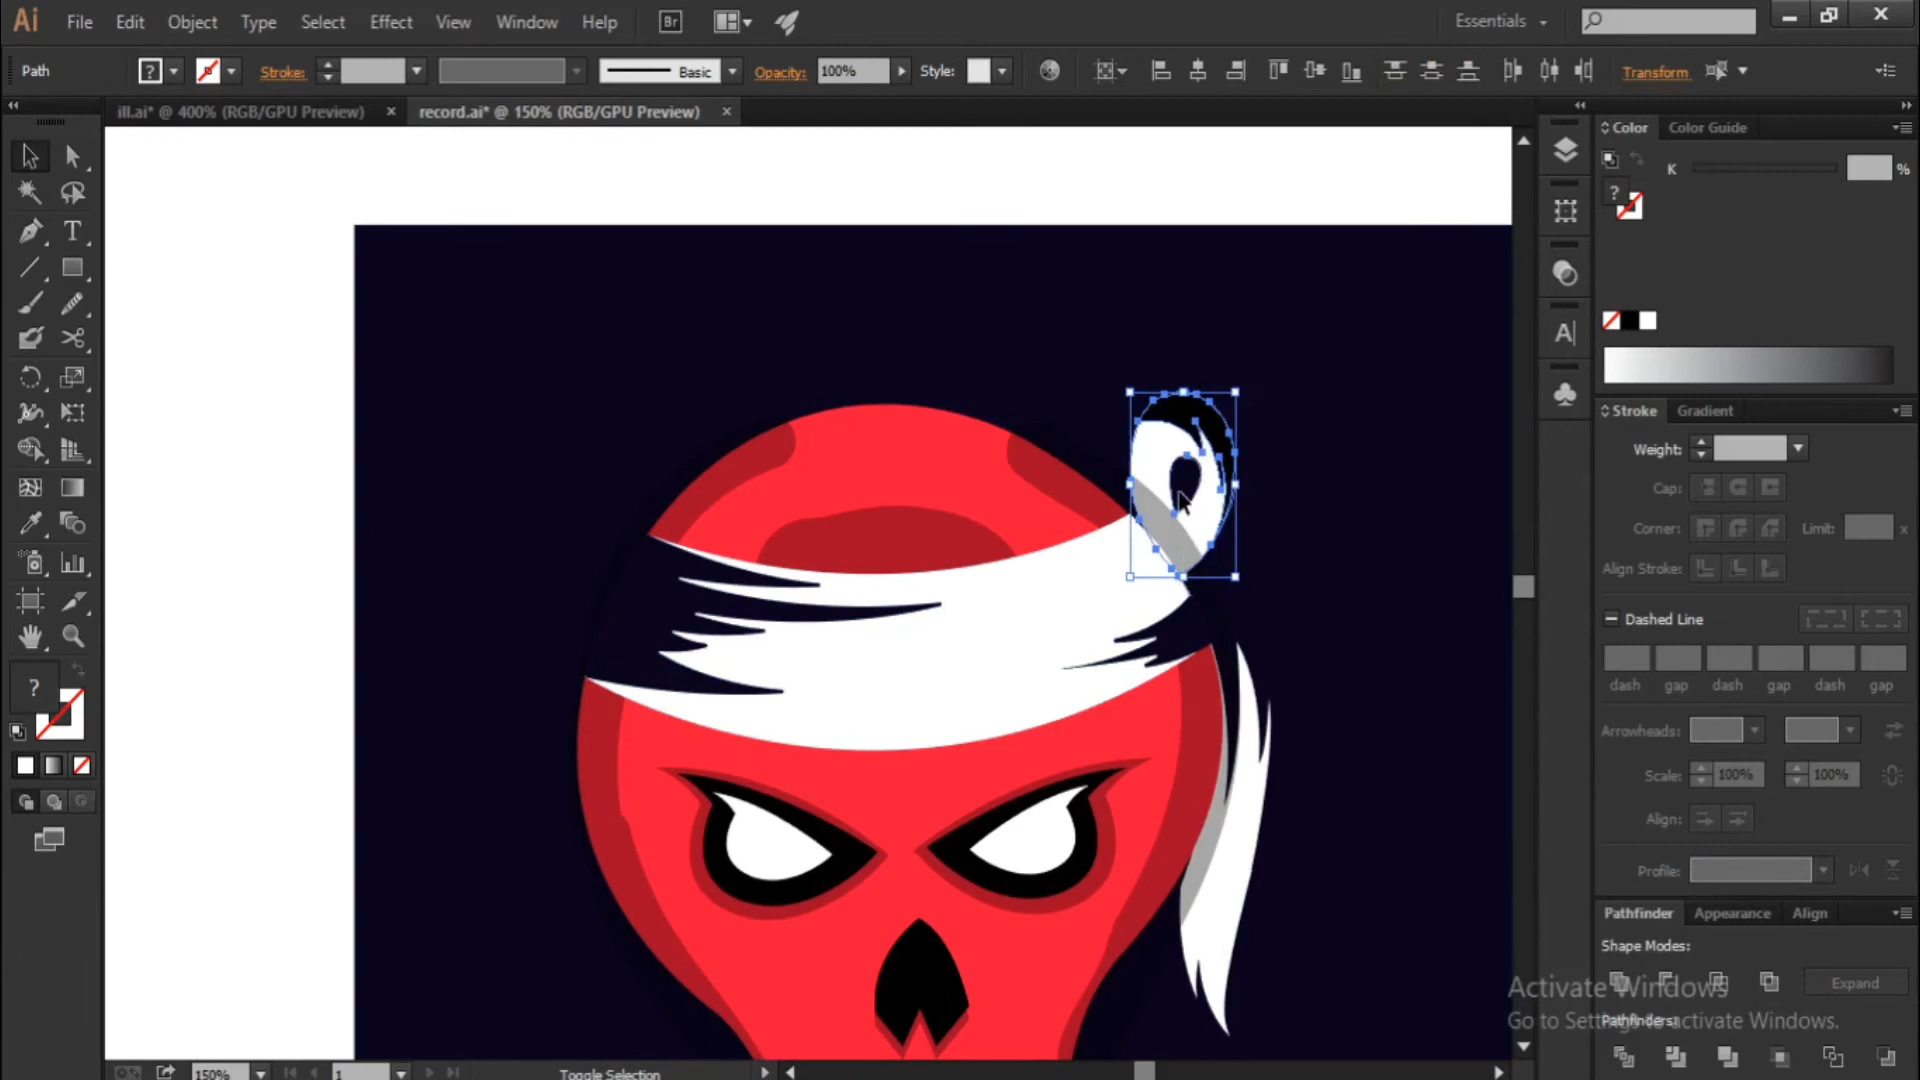 Ai File Edit Object Type Select Effect View Window Help Br Essentials
Path ? Stroke: Basic Opacity: 100% Style: Transform
ill.ai* @ 400% (RGB/GPU Preview) × record.ai* @ 150% (RGB/GPU Preview) ×
Color Color Guide
K %
?
T
A
Stroke Gradient
Weight:
Cap:
Corner: Limit: x
Align Stroke:
Dashed Line
dash gap dash gap dash gap
?
Arrowheads:
Scale: 100% 100%
Align:
Profile:
Pathfinder Appearance Align
Shape Modes:
Expand
Activate Windows
Pathfinders:
Go to Settings to activate Windows.
150% 1 Toggle Selection